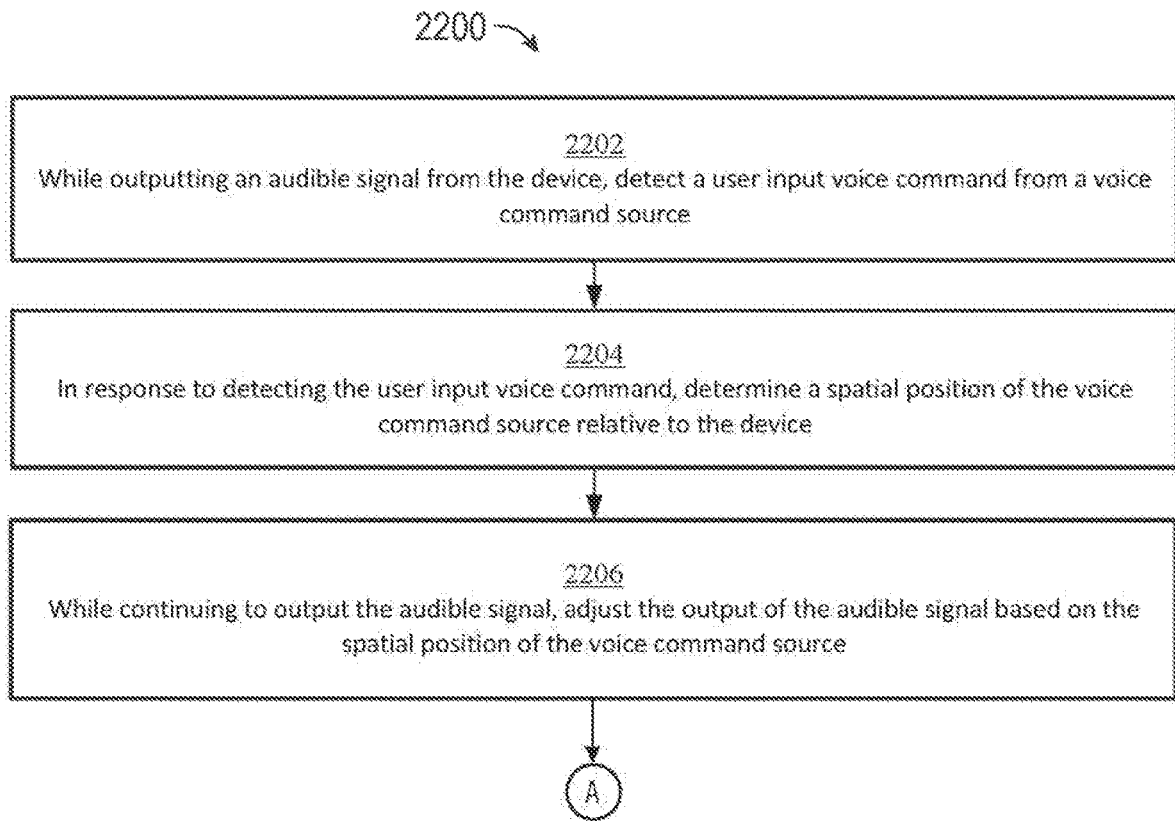 2200
2202
While outputting an audible signal from the device, detect a user input voice command from a voice
command source
2204
In response to detecting the user input voice command, determine a spatial position of the voice
command source relative to the device
2206
While continuing to output the audible signal, adjust the output of the audible signal based on the
spatial position of the voice command source
A